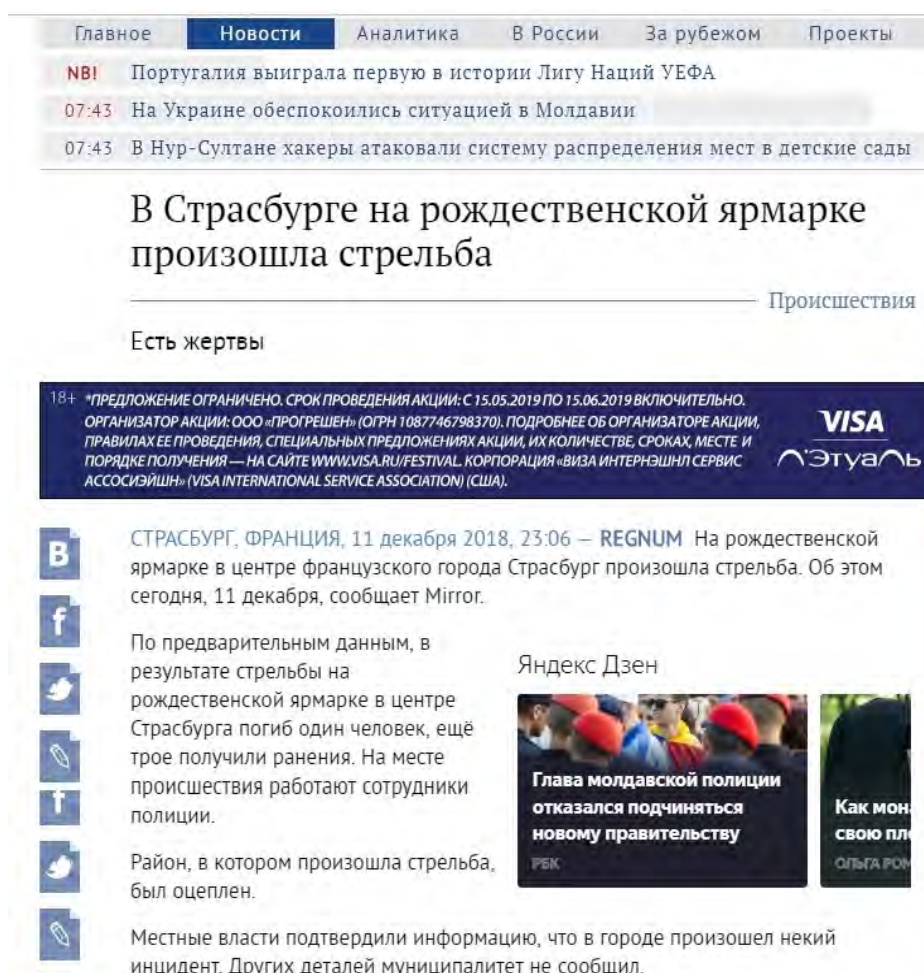 Главное Новости Аналитика В России За рубежом Проекты
NB! Португалия выиграла первую в истории Лигу Наций УЕФА
07:43 На Украине обеспокоились ситуацией в Молдавии
07:43 В Нур-Султане хакеры атаковали систему распределения мест в детские сады
В Страсбурге на рождественской ярмарке
произошла стрельба
Происшествия
Есть жертвы
18+ *ПРЕДЛОЖЕНИЕ ОГРАНИЧЕНО. СРОК ПРОВЕДЕНИЯ АКЦИИ: С 15.05.2019 ПО 15.06.2019 ВКЛЮЧИТЕЛЬНО.
ОРГАНИЗАТОР АКЦИИ: ООО «ПРОГРЕШЕН» (ОГРН 1087746798370). ПОДРОБНЕЕ ОБ ОРГАНИЗАТОРЕ АКЦИИ,
ПРАВИЛАХ ЕЕ ПРОВЕДЕНИЯ, СПЕЦИАЛЬНЫХ ПРЕДЛОЖЕНИЯХ АКЦИИ, ИХ КОЛИЧЕСТВЕ, СРОКАХ, МЕСТЕ И
ПОРЯДКЕ ПОЛУЧЕНИЯ — НА САЙТЕ WWW.VISA.RU/FESTIVAL. КОРПОРАЦИЯ «ВИЗА ИНТЕРНЭШНЛ СЕРВИС
АССОСИЭЙШН» (VISA INTERNATIONAL SERVICE ASSOCIATION) (США).
VISA
Л'Этуаль
СТРАСБУРГ, ФРАНЦИЯ, 11 декабря 2018, 23:06 — REGNUM На рождественской
ярмарке в центре французского города Страсбург произошла стрельба. Об этом
сегодня, 11 декабря, сообщает Mirror.
По предварительным данным, в
результате стрельбы на
рождественской ярмарке в центре
Страсбурга погиб один человек, ещё
трое получили ранения. На месте
происшествия работают сотрудники
полиции.
Район, в котором произошла стрельба,
был оцеплен.
Яндекс Дзен
Глава молдавской полиции
отказался подчиняться
новому правительству
РБК
Как мон
свою пл
ОЛЬГА РОМ
Местные власти подтвердили информацию, что в городе произошел некий
инцидент. Других деталей муниципалитет не сообщил.